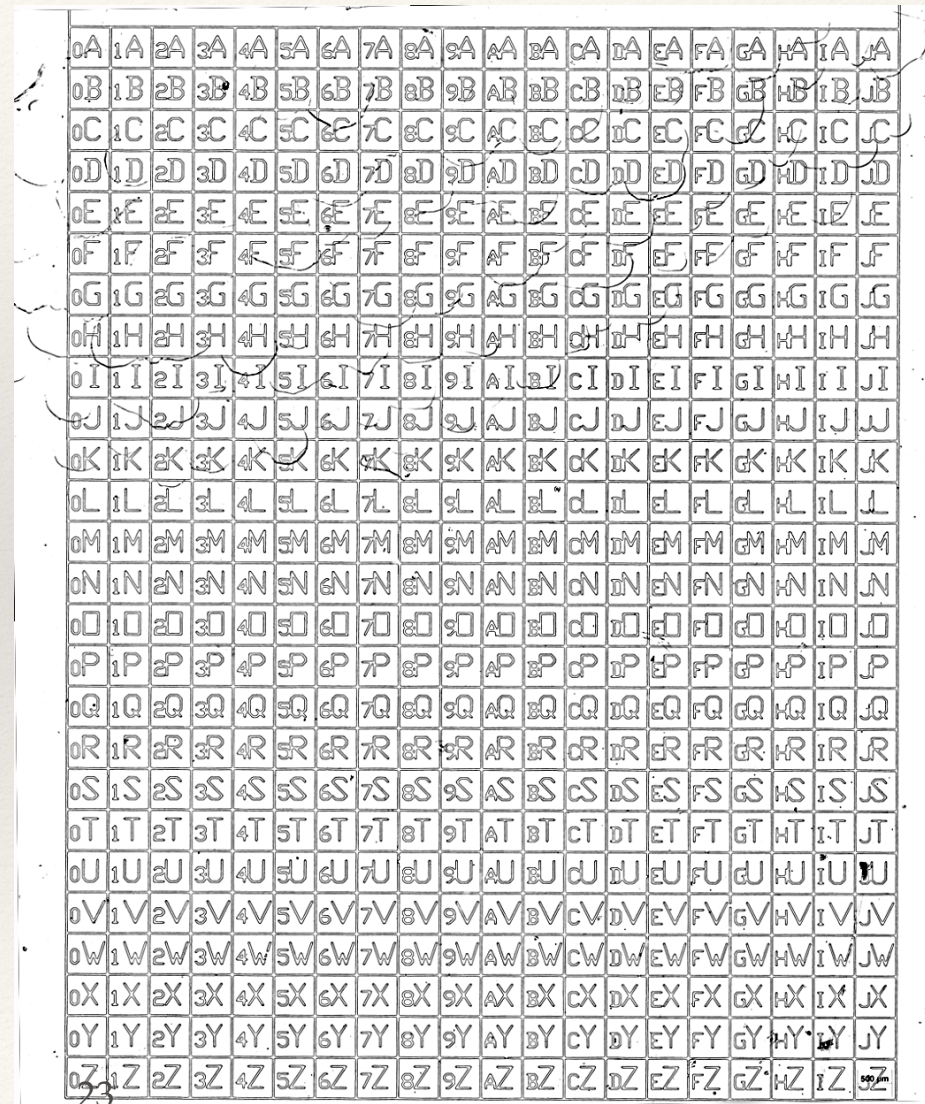 0A 1A 2A 3A 4A 5A 6A 7A 8A 9A AA BA CA DA EA FA GA HA IA JA
0B 1B 2B 3B 4B 5B 6B 7B 8B 9B AB BB CB DB EB FB GB HB IB JB
0C 1C 2C 3C 4C 5C 6C 7C 8C 9C AC BC CC DC EC FC GC HC IC JC
0D 1D 2D 3D 4D 5D 6D 7D 8D 9D AD BD CD DD ED FD GD HD ID JD
0E 1E 2E 3E 4E 5E 6E 7E 8E 9E AE BE CE DE EE FE GE HE IE JE
0F 1F 2F 3F 4F 5F 6F 7F 8F 9F AF BF CF DF EF FF GF HF IF JF
0G 1G 2G 3G 4G 5G 6G 7G 8G 9G AG BG CG DG EG FG GG HG IG JG
0H 1H 2H 3H 4H 5H 6H 7H 8H 9H AH BH CH DH EH FH GH HH IH JH
0I 1I 2I 3I 4I 5I 6I 7I 8I 9I AI BI CI DI EI FI GI HI II JI
0J 1J 2J 3J 4J 5J 6J 7J 8J 9J AJ BJ CJ DJ EJ FJ GJ HJ IJ JJ
0K 1K 2K 3K 4K 5K 6K 7K 8K 9K AK BK CK DK EK FK GK HK IK JK
0L 1L 2L 3L 4L 5L 6L 7L 8L 9L AL BL CL DL EL FL GL HL IL JL
0M 1M 2M 3M 4M 5M 6M 7M 8M 9M AM BM CM DM EM FM GM HM IM JM
0N 1N 2N 3N 4N 5N 6N 7N 8N 9N AN BN CN DN EN FN GN HN IN JN
0O 1O 2O 3O 4O 5O 6O 7O 8O 9O AO BO CO DO EO FO GO HO IO JO
0P 1P 2P 3P 4P 5P 6P 7P 8P 9P AP BP CP DP EP FP GP HP IP JP
0Q 1Q 2Q 3Q 4Q 5Q 6Q 7Q 8Q 9Q AQ BQ CQ DQ EQ FQ GQ HQ IQ JQ
0R 1R 2R 3R 4R 5R 6R 7R 8R 9R AR BR CR DR ER FR GR HR IR JR
0S 1S 2S 3S 4S 5S 6S 7S 8S 9S AS BS CS DS ES FS GS HS IS JS
0T 1T 2T 3T 4T 5T 6T 7T 8T 9T AT BT CT DT ET FT GT HT IT JT
0U 1U 2U 3U 4U 5U 6U 7U 8U 9U AU BU CU DU EU FU GU HU IU JU
0V 1V 2V 3V 4V 5V 6V 7V 8V 9V AV BV CV DV EV FV GV HV IV JV
0W 1W 2W 3W 4W 5W 6W 7W 8W 9W AW BW CW DW EW FW GW HW IW JW
0X 1X 2X 3X 4X 5X 6X 7X 8X 9X AX BX CX DX EX FX GX HX IX JX
0Y 1Y 2Y 3Y 4Y 5Y 6Y 7Y 8Y 9Y AY BY CY DY EY FY GY HY IY JY
0Z 1Z 2Z 3Z 4Z 5Z 6Z 7Z 8Z 9Z AZ BZ CZ DZ EZ FZ GZ HZ IZ JZ
500 µm
23